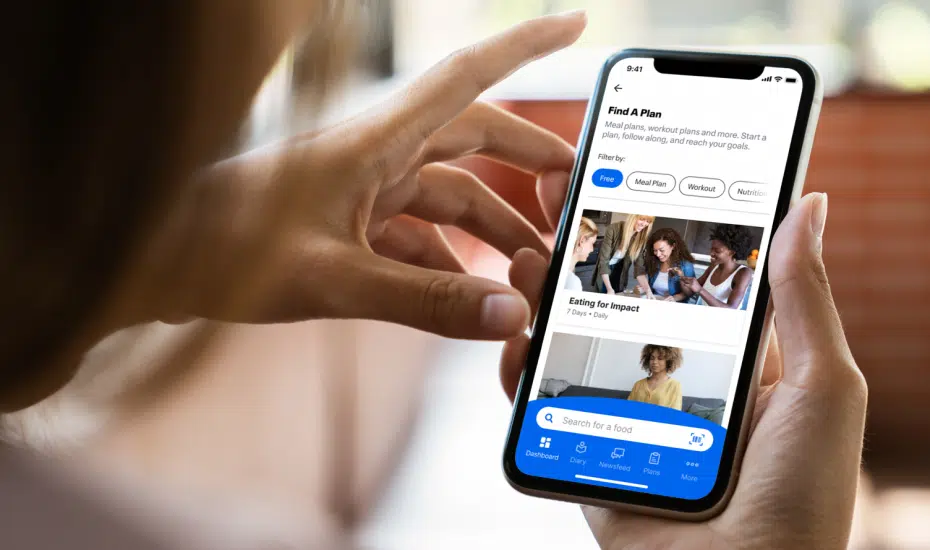 9:41
Find A Plan
Meal plans, workout plans and more. Start a
plan, follow along, and reach your goals.
Filter by:
Free
Meal Plan
Workout
Nutrition
Eating for Impact
7 Days • Daily
Search for a food
Dashboard
Diary
Newsfeed
Plans
More